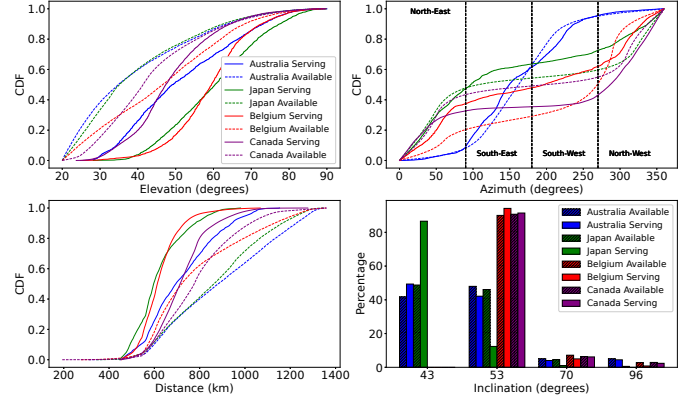 1.0
0.8
0.6
0.4
0.2
0.0
CDF
20
30
40
50
60
70
80
90
Elevation (degrees)
Australia Serving
Australia Available
Japan Serving
Japan Available
Belgium Serving
Belgium Available
Canada Serving
Canada Available
1.0
0.8
0.6
0.4
0.2
0.0
CDF
North-East
South-East
South-West
North-West
0
50
100
150
200
250
300
350
Azimuth (degrees)
1.0
0.8
0.6
0.4
0.2
0.0
CDF
200
400
600
800
1000
1200
1400
Distance (km)
80
60
40
20
0
Percentage
Australia Available
Australia Serving
Japan Available
Japan Serving
Belgium Available
Belgium Serving
Canada Available
Canada Serving
43
53
70
96
Inclination (degrees)